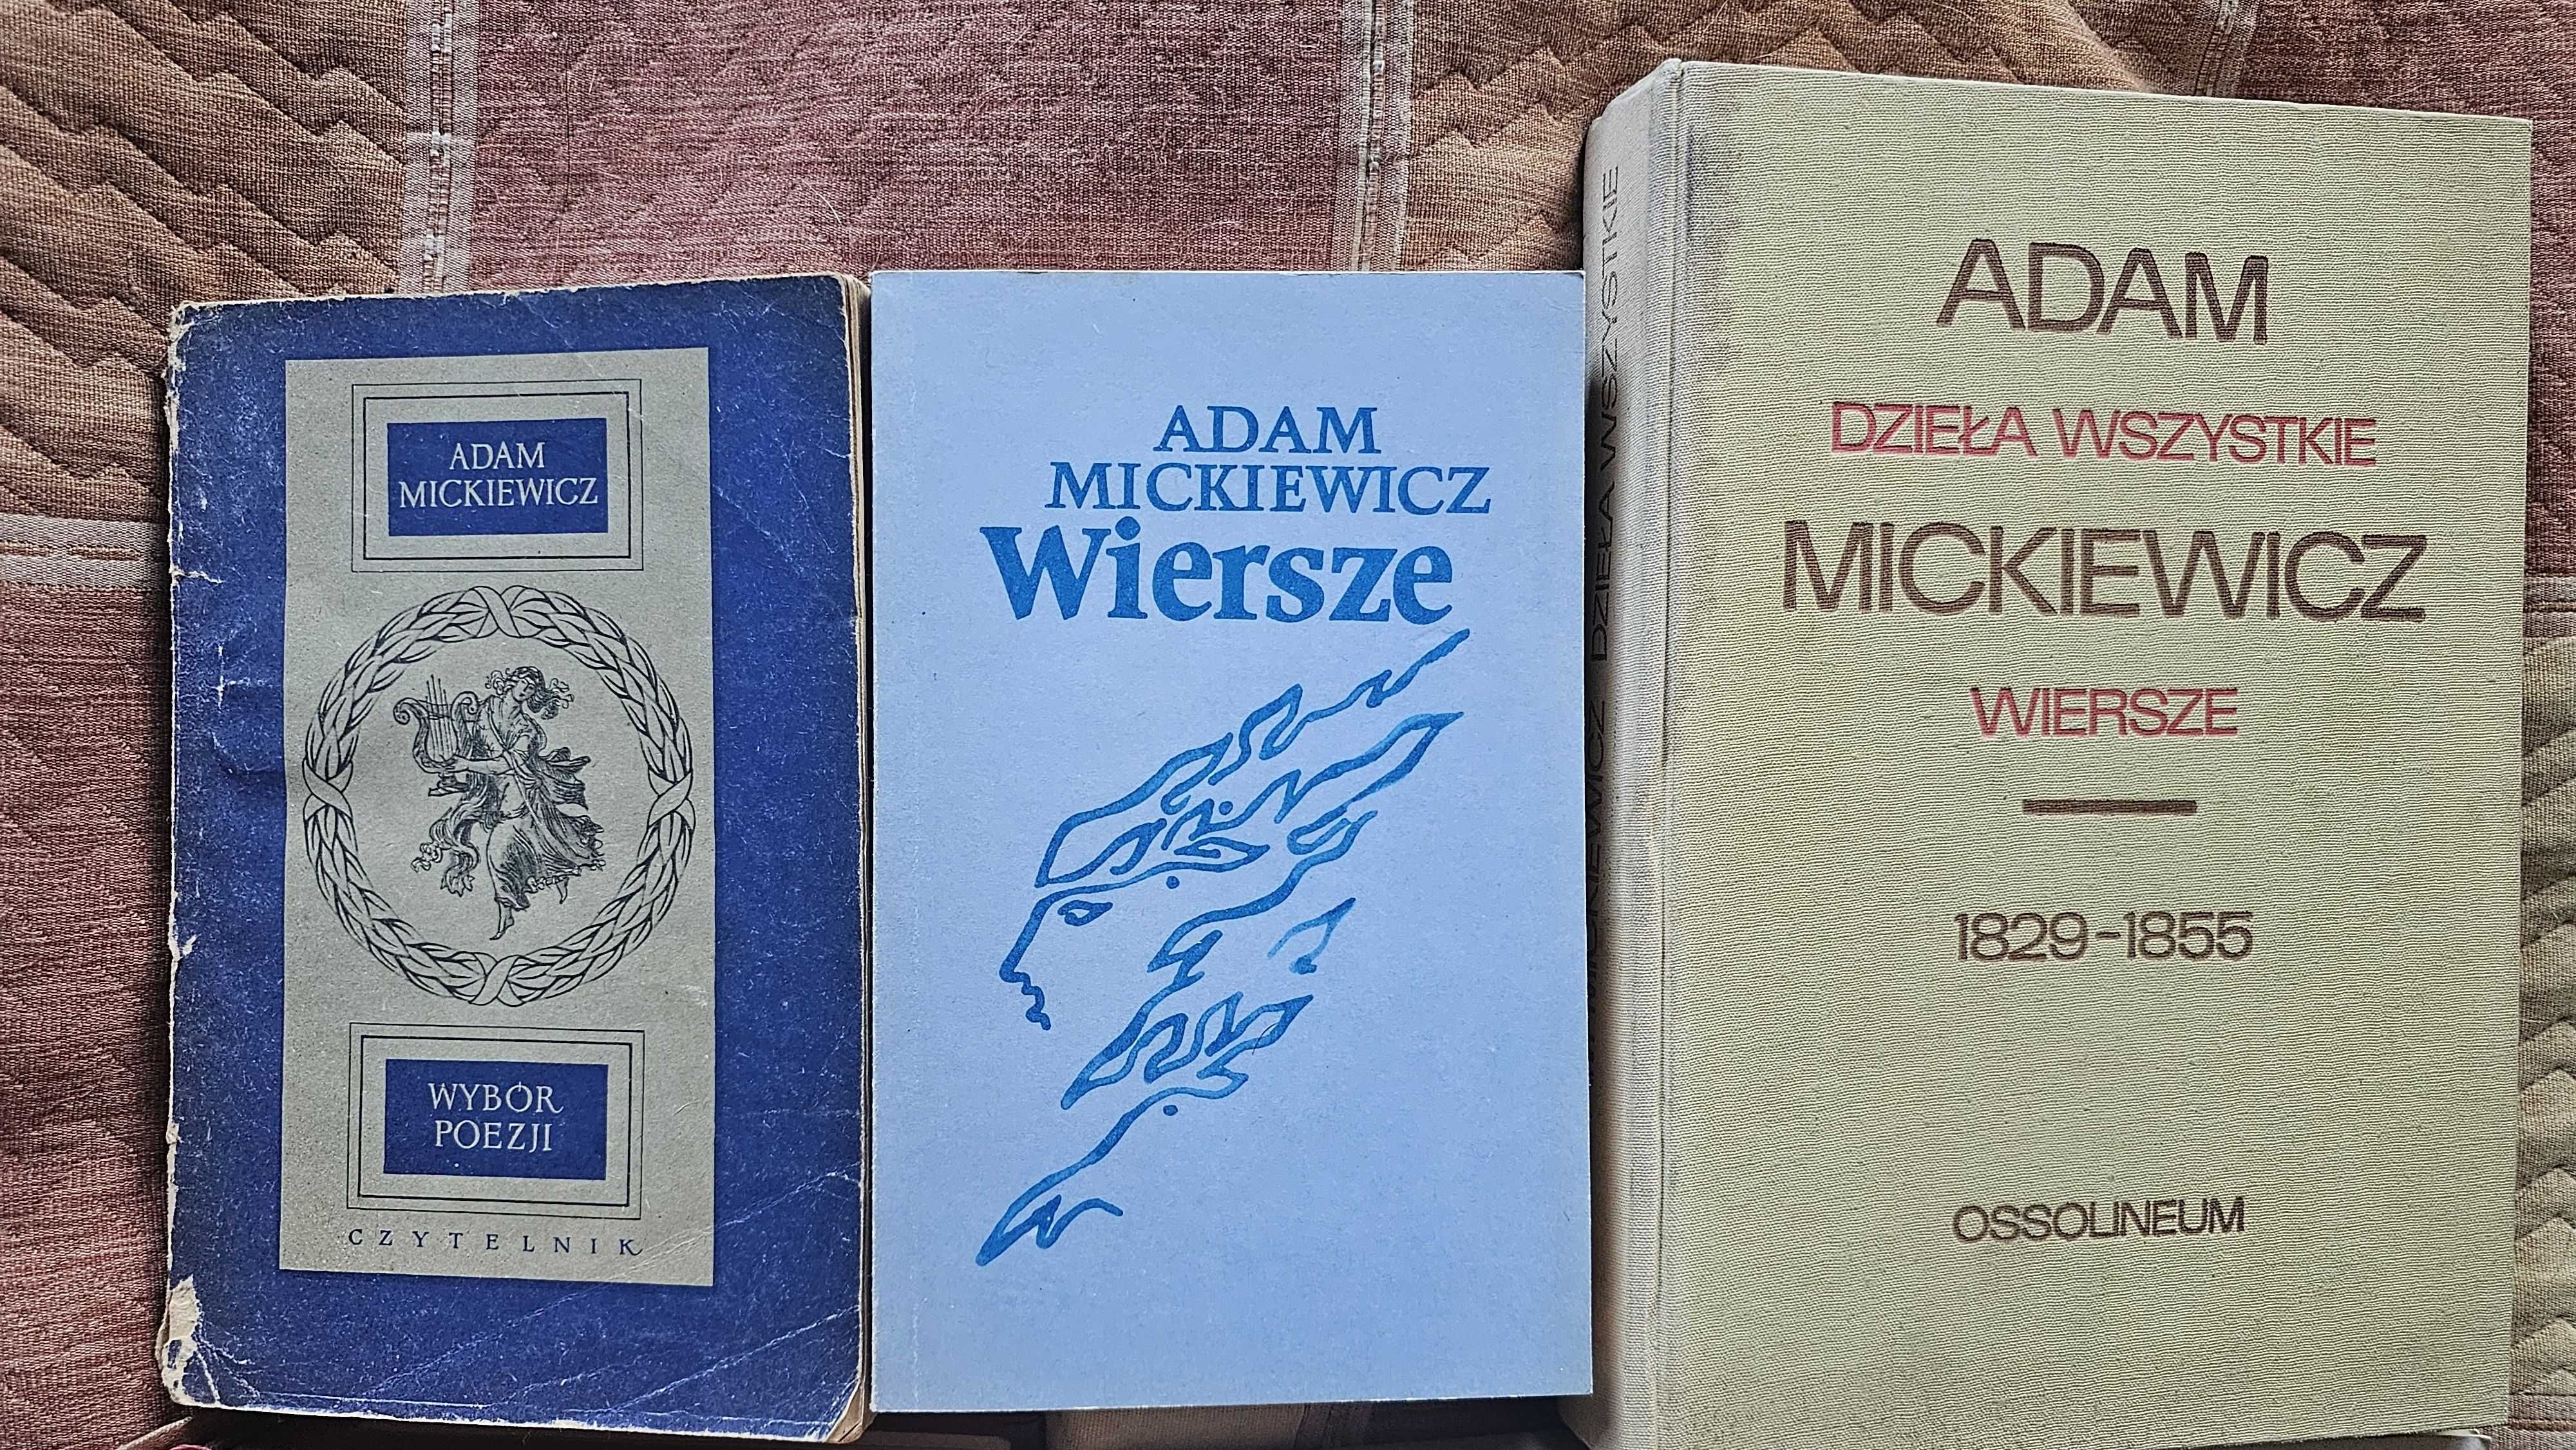 ADAM
MICKIEWICZ
WYBÓR
POEZJI
CZYTELNIK
ADAM
MICKIEWICZ
Wiersze
MICKIEWICZ DZIEŁA WSZYSTKIE
ADAM
DZIEŁA WSZYSTKIE
MICKIEWICZ
WIERSZE
1829-1855
OSSOLINEUM